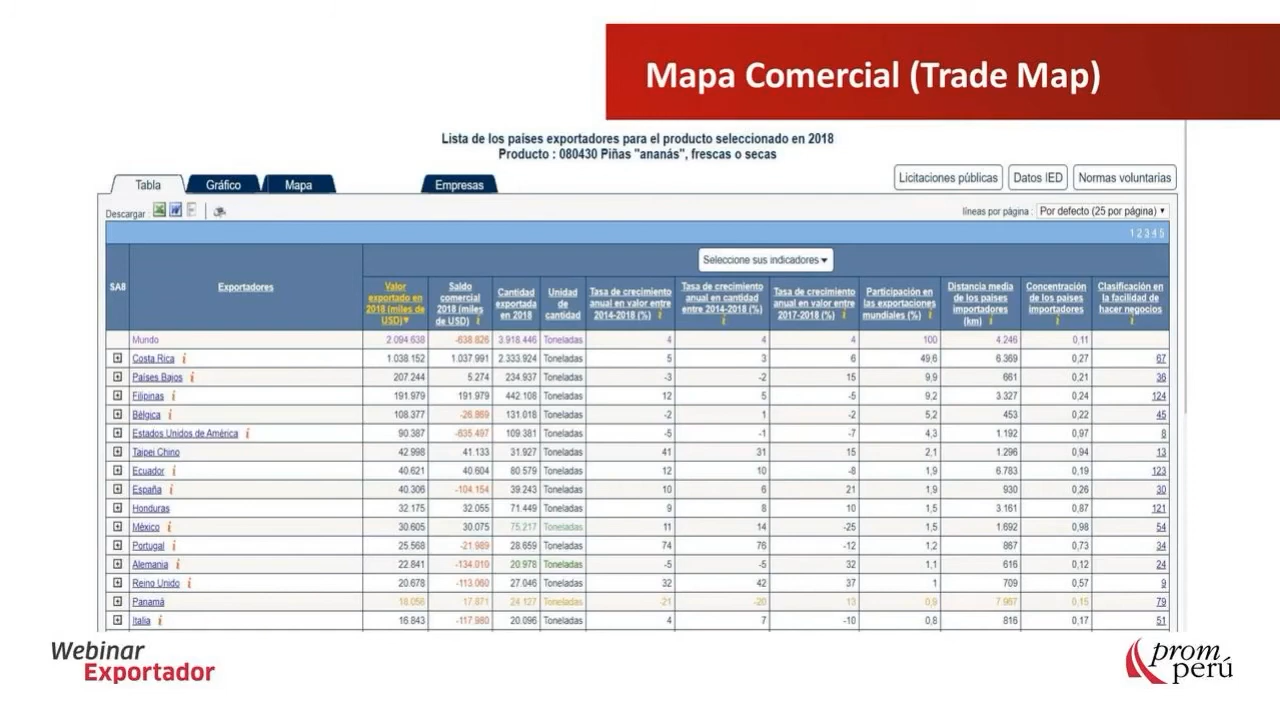 Mapa Comercial (Trade Map)
Lista de los países exportadores para el producto seleccionado en 2018
Producto : 080430 Piñas "ananás", frescas o secas
Tabla Gráfico Mapa Empresas Licitaciones públicas Datos IED Normas voluntarias
Descargar : líneas por página : Por defecto (25 por página)
1 2 3 4 5
Seleccione sus indicadores
SA8 Exportadores Valor exportado en 2018 (miles de USD) Saldo comercial 2018 (miles de USD) i Cantidad exportada en 2018 Unidad de cantidad Tasa de crecimiento anual en valor entre 2014-2018 (%) i Tasa de crecimiento anual en cantidad entre 2014-2018 (%) i Tasa de crecimiento anual en valor entre 2017-2018 (%) i Participación en las exportaciones mundiales (%) i Distancia media de los países importadores (km) i Concentración de los países importadores i Clasificación en la facilidad de hacer negocios i
Mundo 2 094 638 -638.826 3.918.446 Toneladas 4 4 4 100 4.246 0,11
Costa Rica i 1 038 152 1 037.991 2.333.924 Toneladas 5 3 6 49,6 6.369 0,27 67
Países Bajos i 207.244 5.274 234.937 Toneladas -3 -2 15 9,9 661 0,21 36
Filipinas i 191.979 191.979 442 108 Toneladas 12 5 -5 9,2 3.327 0,24 124
Bélgica i 108.377 -26.869 131.018 Toneladas -2 1 -2 5,2 453 0,22 45
Estados Unidos de América i 90.387 -635.497 109.381 Toneladas -5 -1 -7 4,3 1.192 0,97 8
Taipei Chino 42.998 41.133 31.927 Toneladas 41 31 15 2,1 1.296 0,94 13
Ecuador i 40.621 40 604 80 579 Toneladas 12 10 -8 1,9 6.783 0,19 123
España i 40 306 -104.154 39.243 Toneladas 10 6 21 1,9 930 0,26 30
Honduras 32.175 32.055 71.449 Toneladas 9 8 10 1,5 3.161 0,87 121
México i 30.605 30.075 75.217 Toneladas 11 14 -25 1,5 1.692 0,98 54
Portugal i 25.568 -21 989 28.659 Toneladas 74 76 -12 1,2 867 0,73 34
Alemania i 22.841 -134.010 20.978 Toneladas -5 -5 32 1,1 616 0,12 24
Reino Unido i 20.678 -113.060 27.046 Toneladas 32 42 37 1 709 0,57 9
Panamá 18.056 17.871 24 127 Toneladas -21 -20 13 0,9 7.967 0,15 79
Italia i 16.843 -117.980 20.096 Toneladas 4 7 -10 0,8 816 0,17 51
Webinar
Exportador
prom
perú